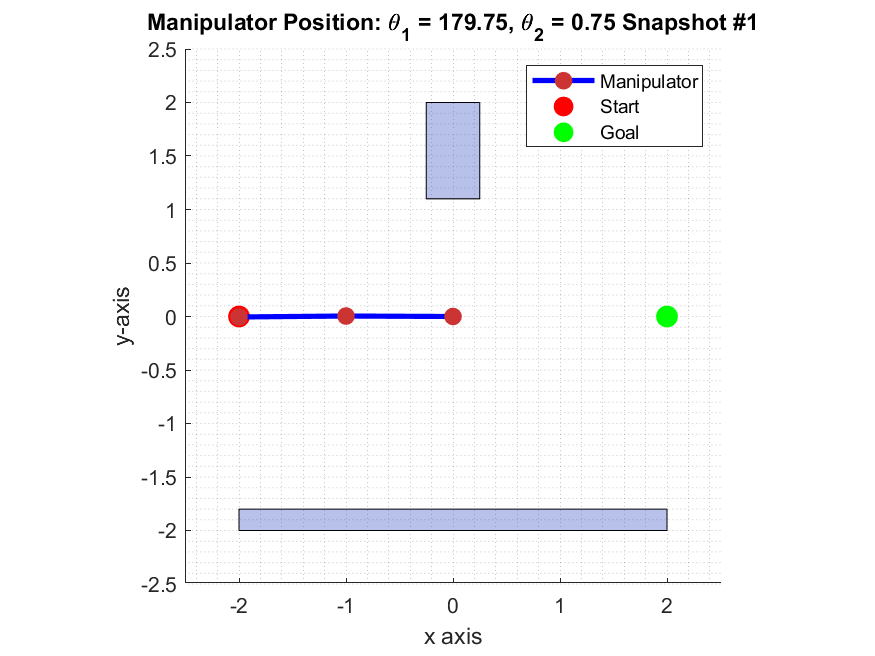 Manipulator Position: θ1 = 179.75, θ2 = 0.75 Snapshot #1
Manipulator
Start
Goal
2.5
2
1.5
1
0.5
0
-0.5
-1
-1.5
-2
-2.5
y-axis
-2 -1 0 1 2
x axis